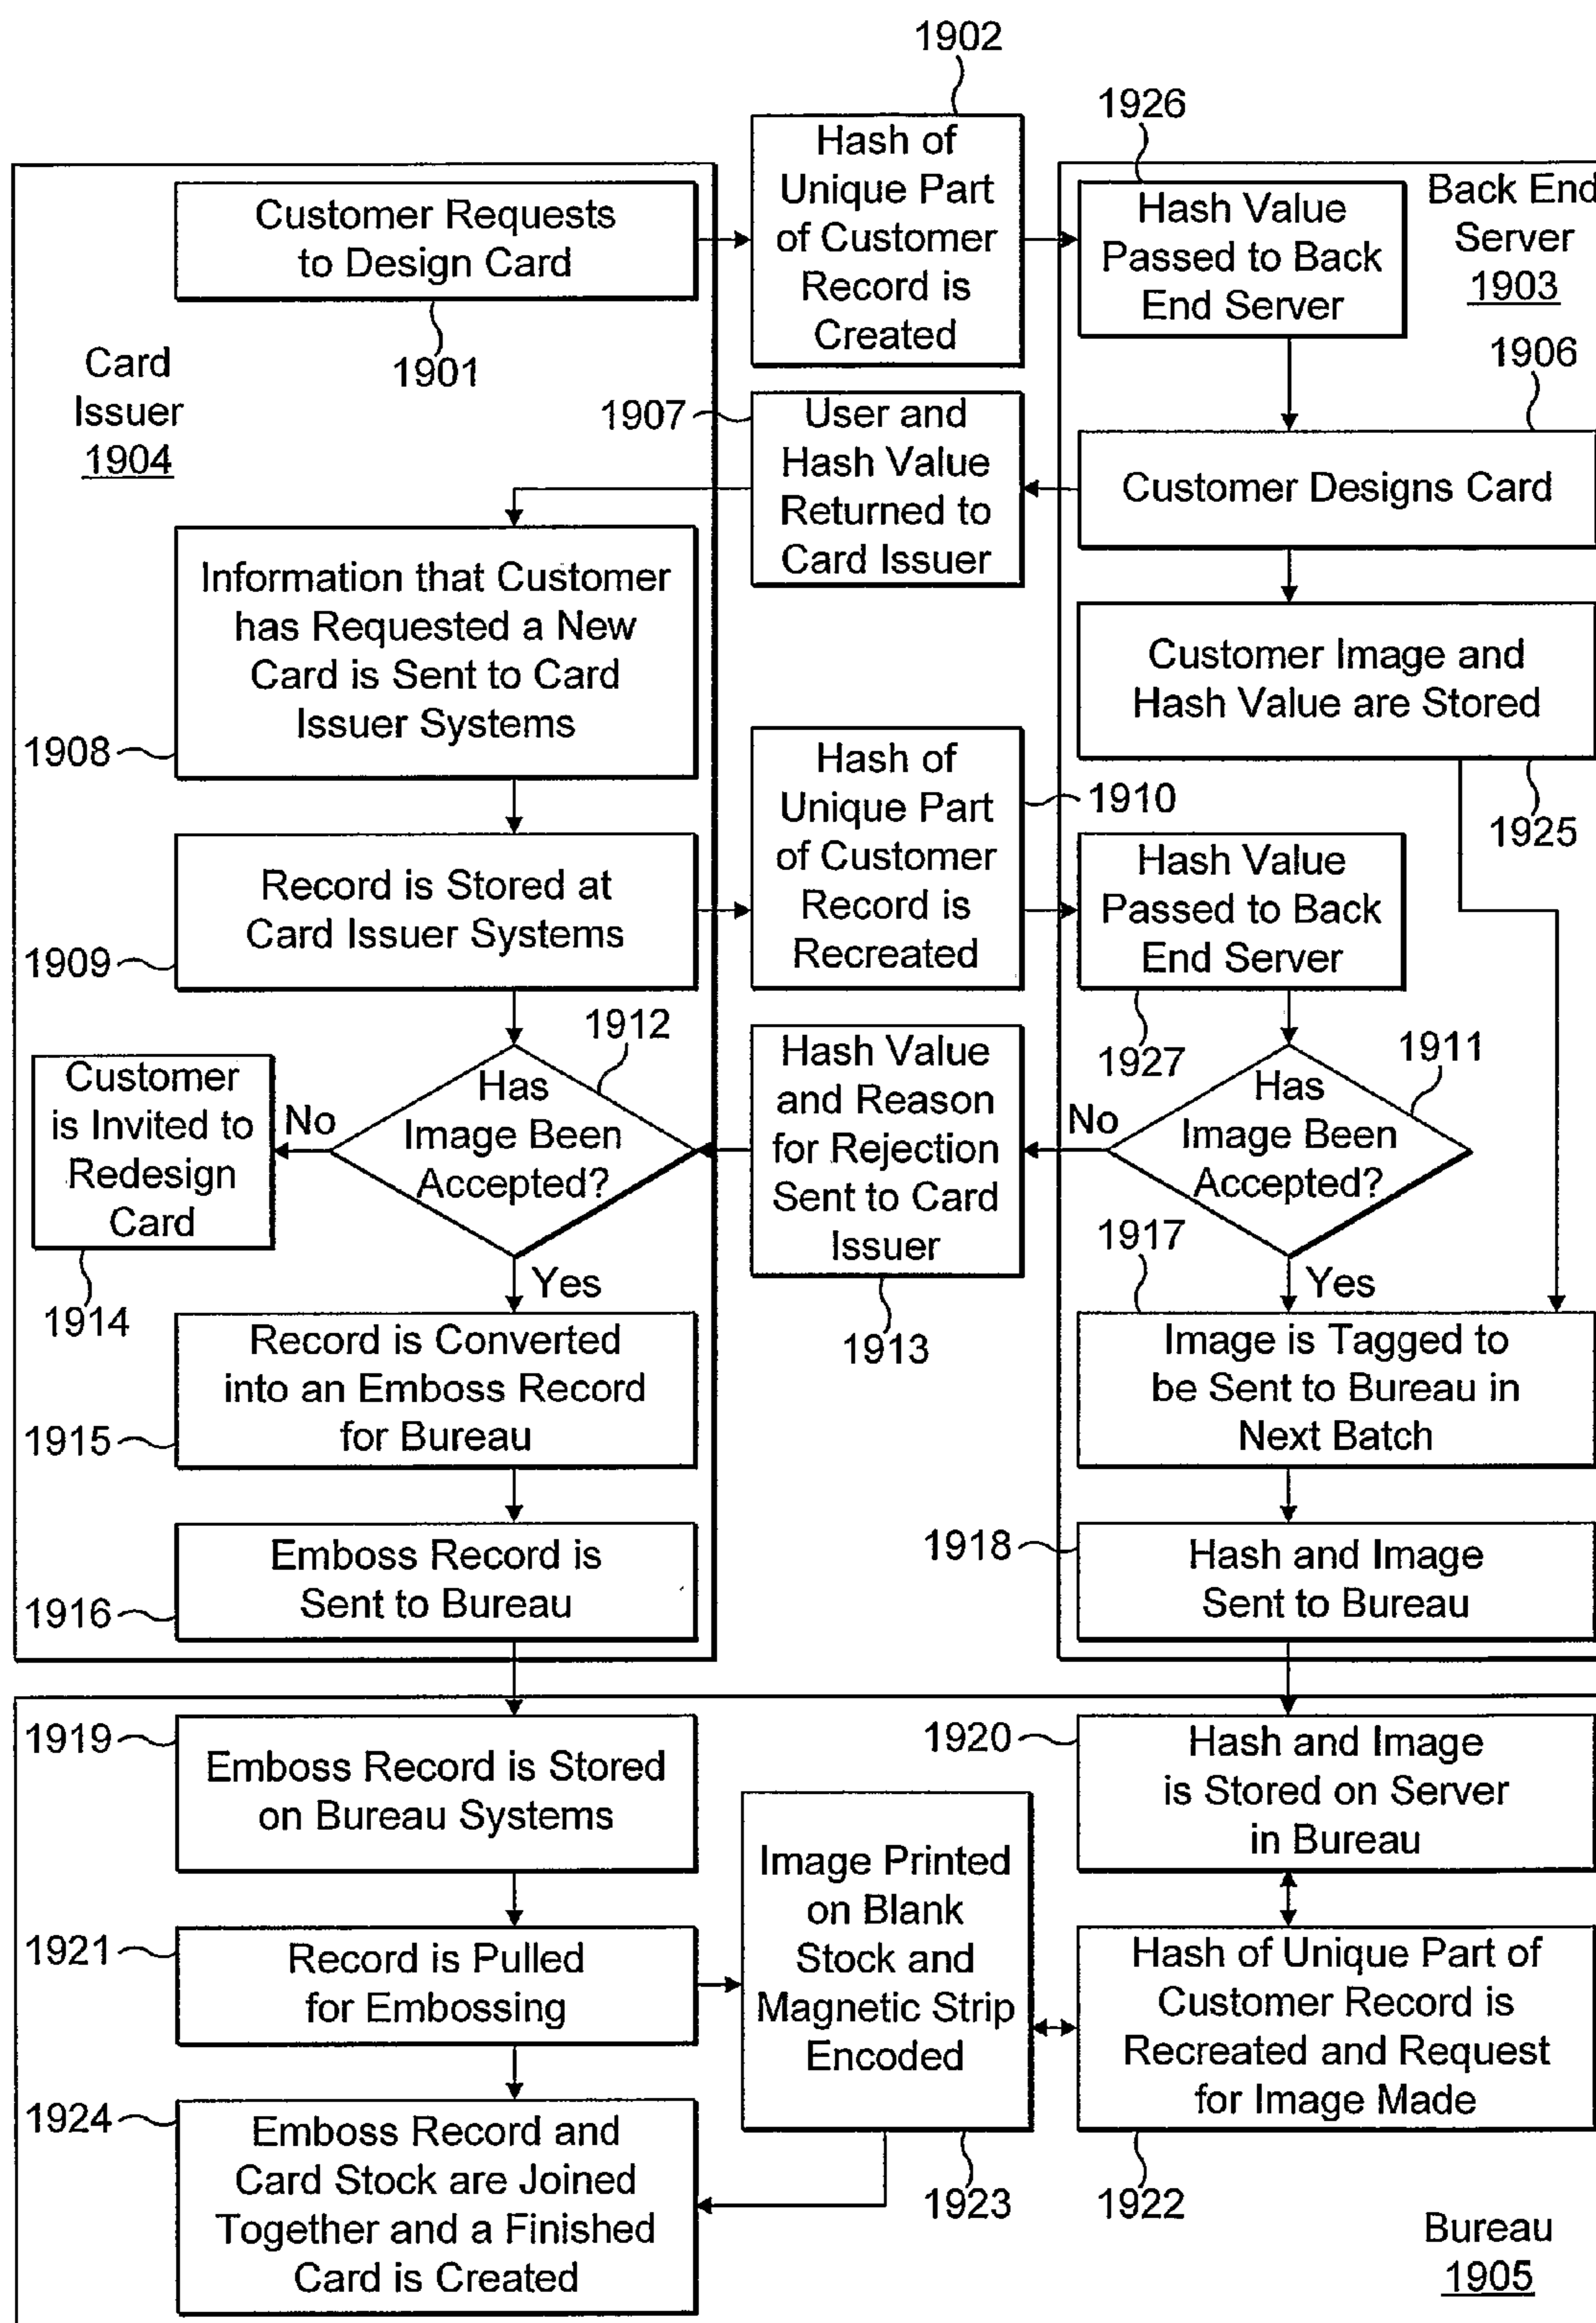 1902
Hash of
Unique Part
of Customer
Record is
Created
1926
Hash Value
Passed to Back
End Server
Back End
Server
1903
Customer Requests
to Design Card
1901
Card
Issuer
1904
1906
Customer Designs Card
1907
User and
Hash Value
Returned to
Card Issuer
Information that Customer
has Requested a New
Card is Sent to Card
Issuer Systems
1908
Customer Image and
Hash Value are Stored
1925
Record is Stored at
Card Issuer Systems
1909
Hash of
Unique Part
of Customer
Record is
Recreated
1910
Hash Value
Passed to Back
End Server
1927
1912
Has
Image Been
Accepted?
No
Customer
is Invited to
Redesign
Card
1914
Yes
Hash Value
and Reason
for Rejection
Sent to Card
Issuer
1913
No
1911
Has
Image Been
Accepted?
Yes
1917
Record is Converted
into an Emboss Record
for Bureau
1915
Image is Tagged to
be Sent to Bureau in
Next Batch
Emboss Record is
Sent to Bureau
1916
1918
Hash and Image
Sent to Bureau
1919
Emboss Record is Stored
on Bureau Systems
1920
Hash and Image
is Stored on Server
in Bureau
1921
Record is Pulled
for Embossing
Image Printed
on Blank
Stock and
Magnetic Strip
Encoded
1923
Hash of Unique Part of
Customer Record is
Recreated and Request
for Image Made
1922
1924
Emboss Record and
Card Stock are Joined
Together and a Finished
Card is Created
Bureau
1905